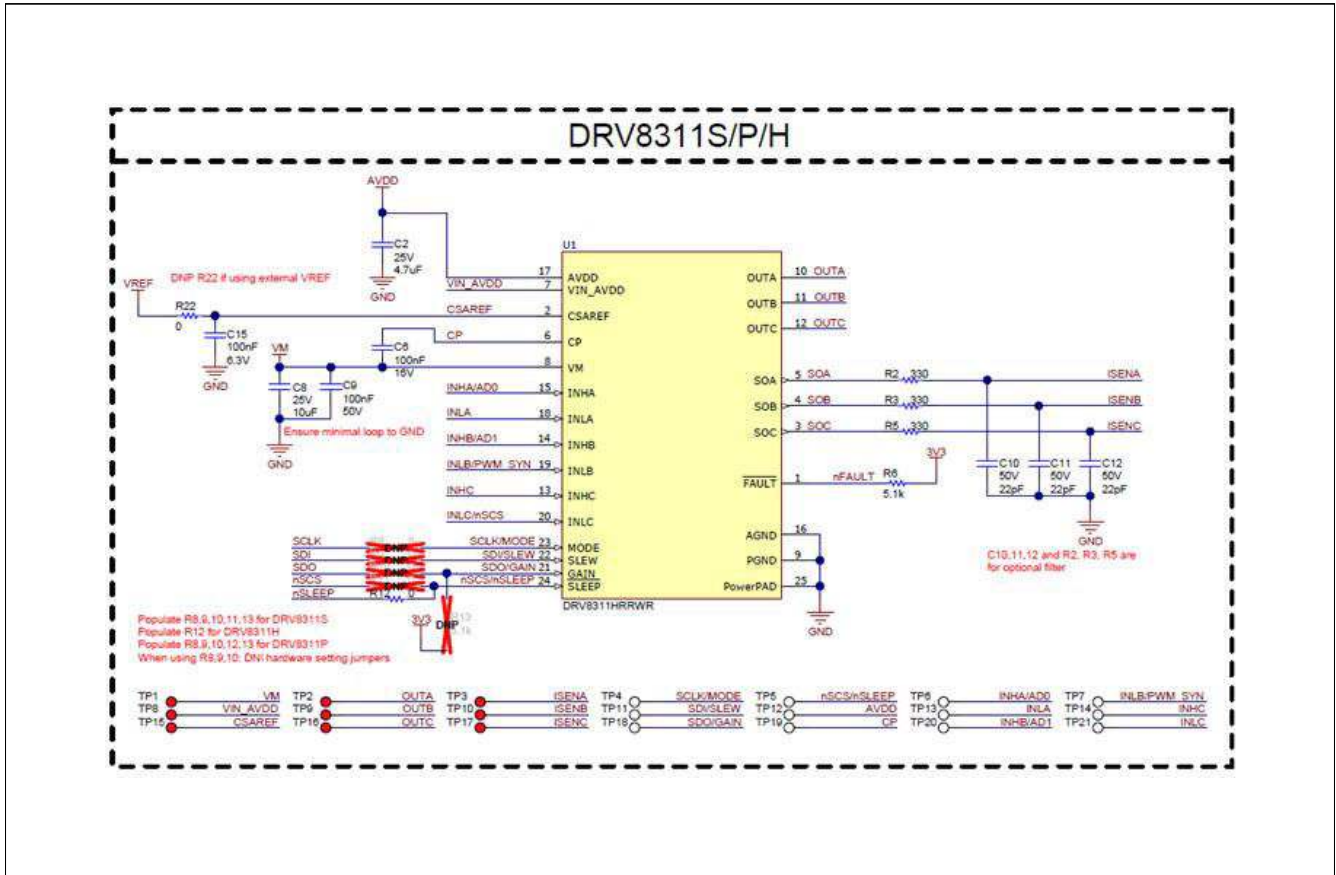 DRV8311S/P/H
AVDD
C2
25V
4.7uF
GND
DNP R22 if using external VREF
VREF
R22
0
C15
100nF
6.3V
GND
VIN_AVDD
CSAREF
CP
C6
100nF
16V
VM
C8
25V
10uF
C9
100nF
50V
Ensure minimal loop to GND
GND
INHA/AD0
INLA
INHB/AD1
INLB/PWM_SYN
INHC
INLC/nSCS
SCLK DNP SCLK/MODE
SDI DNP SDI/SLEW
SDO DNP SDO/GAIN
nSCS DNP nSCS/nSLEEP
nSLEEP R12 0
3V3
DNP
R13
5.1k
Populate R8,9,10,11,13 for DRV8311S
Populate R12 for DRV8311H
Populate R8,9,10,12,13 for DRV8311P
When using R8,9,10: DNI hardware setting jumpers
U1
17 AVDD
7 VIN_AVDD
2 CSAREF
6 CP
8 VM
15 INHA
18 INLA
14 INHB
19 INLB
13 INHC
20 INLC
23 MODE
22 SLEW
21 GAIN
24 SLEEP
DRV8311HRRWR
OUTA 10 OUTA
OUTB 11 OUTB
OUTC 12 OUTC
SOA 5 SOA R2 330 ISENA
SOB 4 SOB R3 330 ISENB
SOC 3 SOC R5 330 ISENC
FAULT 1 nFAULT R6
5.1k
3V3
AGND 16
PGND 9
PowerPAD 25
GND
C10
50V
22pF
C11
50V
22pF
C12
50V
22pF
GND
C10,11,12 and R2, R3, R5 are
for optional filter
TP1 VM TP2 OUTA TP3 ISENA TP4 SCLK/MODE TP5 nSCS/nSLEEP TP6 INHA/AD0 TP7 INLB/PWM_SYN
TP8 VIN_AVDD TP9 OUTB TP10 ISENB TP11 SDI/SLEW TP12 AVDD TP13 INLA TP14 INHC
TP15 CSAREF TP16 OUTC TP17 ISENC TP18 SDO/GAIN TP19 CP TP20 INHB/AD1 TP21 INLC